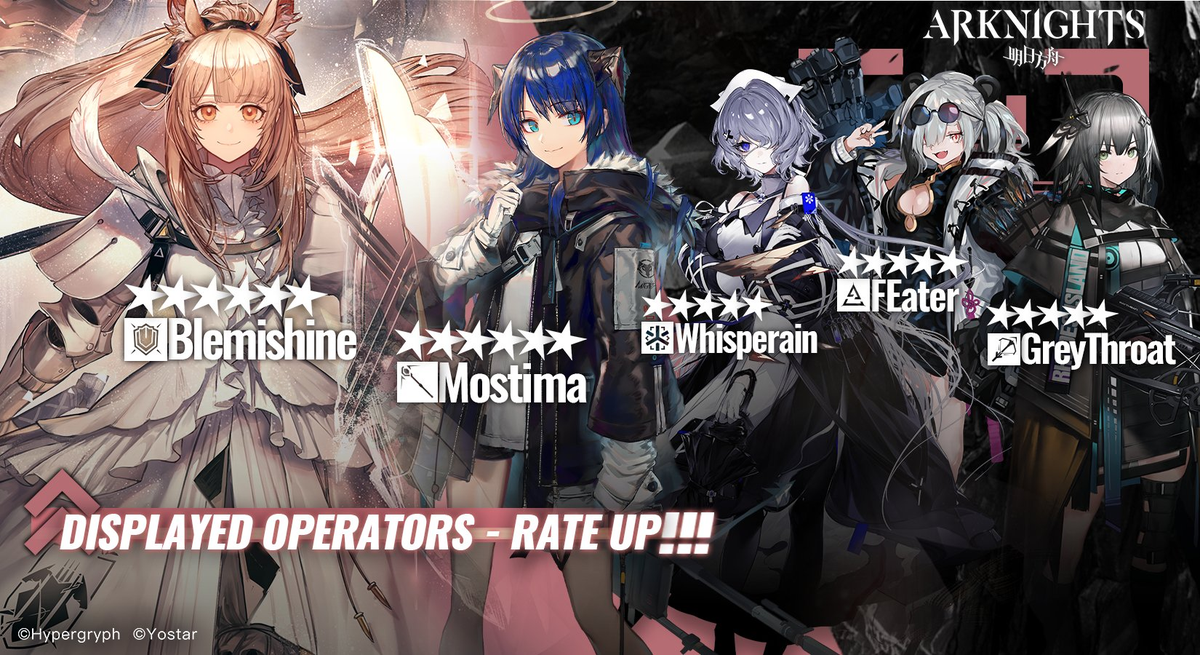 ARKNIGHTS
明日方舟
★★★★★★
Blemishine
★★★★★★
Mostima
★★★★★
Whisperain
★★★★★
FEater
★★★★★
GreyThroat
DISPLAYED OPERATORS - RATE UP!!!
©Hypergryph ©Yostar